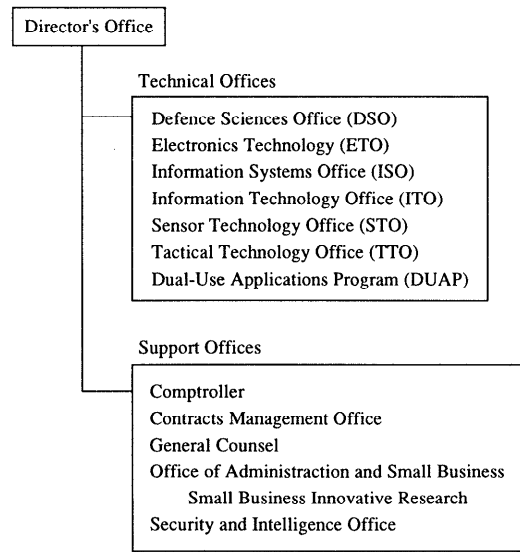 Director's Office
Technical Offices
Defence Sciences Office (DSO)
Electronics Technology (ETO)
Information Systems Office (ISO)
Information Technology Office (ITO)
Sensor Technology Office (STO)
Tactical Technology Office (TTO)
Dual-Use Applications Program (DUAP)
Support Offices
Comptroller
Contracts Management Office
General Counsel
Office of Administraction and Small Business
Small Business Innovative Research
Security and Intelligence Office